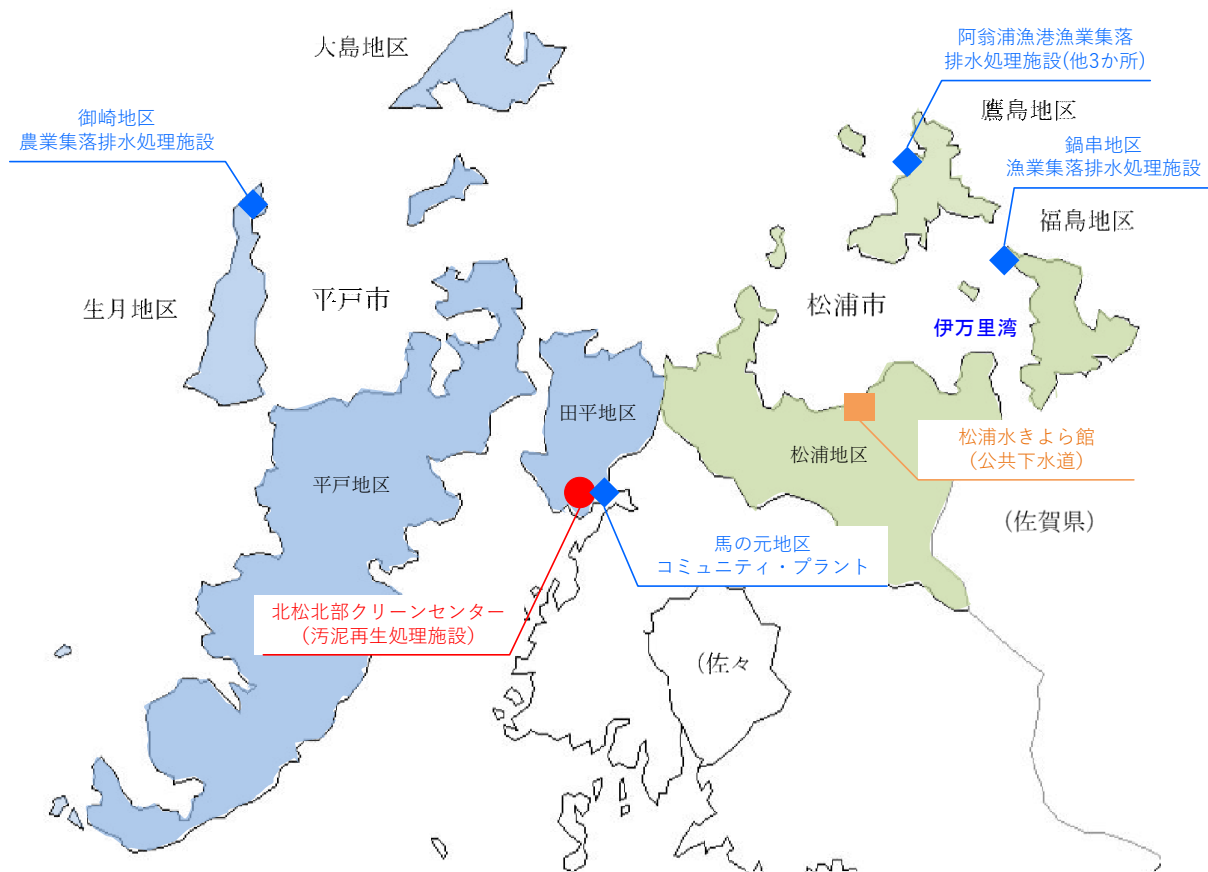 大島地区
阿翁浦漁港漁業集落
排水処理施設(他3か所)
御崎地区
農業集落排水処理施設
鷹島地区
鍋串地区
漁業集落排水処理施設
福島地区
生月地区
平戸市
松浦市
伊万里湾
田平地区
平戸地区
松浦地区
松浦水きよら館
(公共下水道)
(佐賀県)
馬の元地区
コミュニティ・プラント
北松北部クリーンセンター
(汚泥再生処理施設)
(佐々